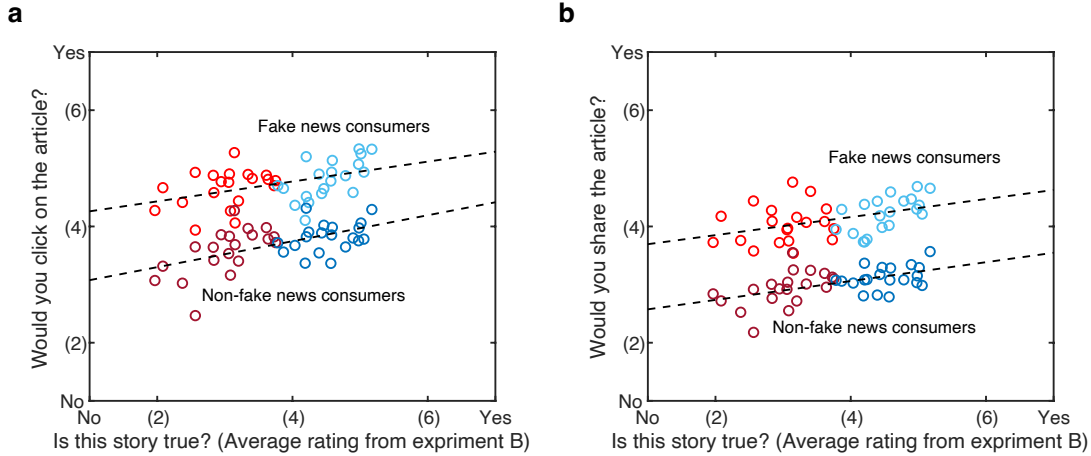 a
Would you click on the article?
Yes
(6)
(4)
(2)
No
Fake news consumers
Non-fake news consumers
No
(2)
(4)
(6)
Yes
Is this story true? (Average rating from expriment B)
b
Would you share the article?
Yes
(6)
(4)
(2)
No
Fake news consumers
Non-fake news consumers
No
(2)
(4)
(6)
Yes
Is this story true? (Average rating from expriment B)